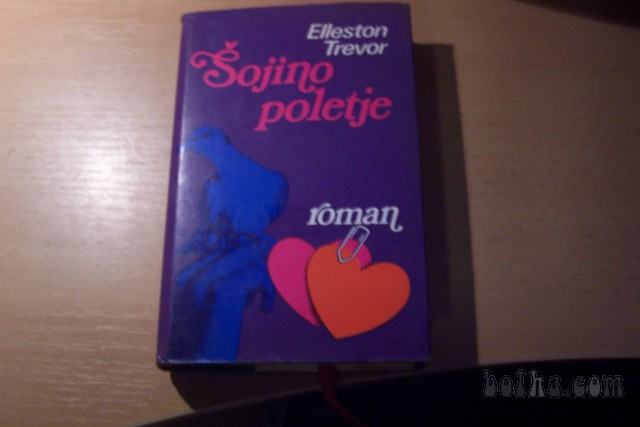 Elleston
Trevor
Šojino
poletje
roman
bolha.com